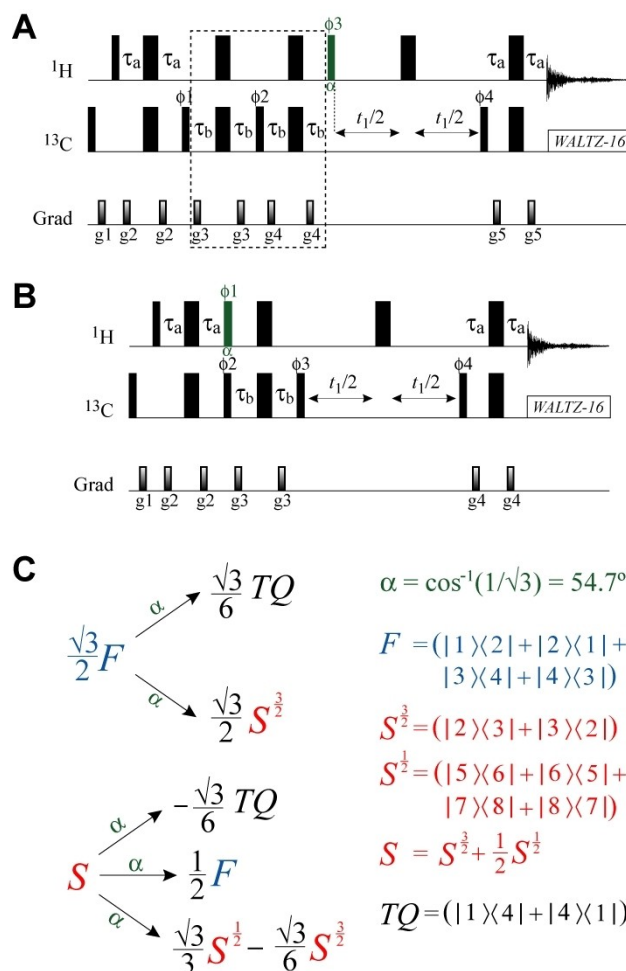 A
ϕ3
¹H
τa τa
α
ϕ1 ϕ2 ϕ4
¹³C
τb τb τb τb
t₁/2 t₁/2
WALTZ-16
Grad
g1 g2 g2 g3 g3 g4 g4 g5 g5
B
ϕ1
¹H
τa τa τa τa
α
ϕ2 ϕ3 ϕ4
¹³C
τb τb
t₁/2 t₁/2
WALTZ-16
Grad
g1 g2 g2 g3 g3 g4 g4
C
√3/2 F
α
√3/6 TQ
α
√3/2 S^3/2
S
α
-√3/6 TQ
α
1/2 F
α
√3/3 S^1/2 - √3/6 S^3/2
α = cos⁻¹(1/√3) = 54.7º
F = (|1⟩⟨2| + |2⟩⟨1| +
|3⟩⟨4| + |4⟩⟨3|)
S^3/2 = (|2⟩⟨3| + |3⟩⟨2|)
S^1/2 = (|5⟩⟨6| + |6⟩⟨5| +
|7⟩⟨8| + |8⟩⟨7|)
S = S^3/2 + 1/2 S^1/2
TQ = (|1⟩⟨4| + |4⟩⟨1|)